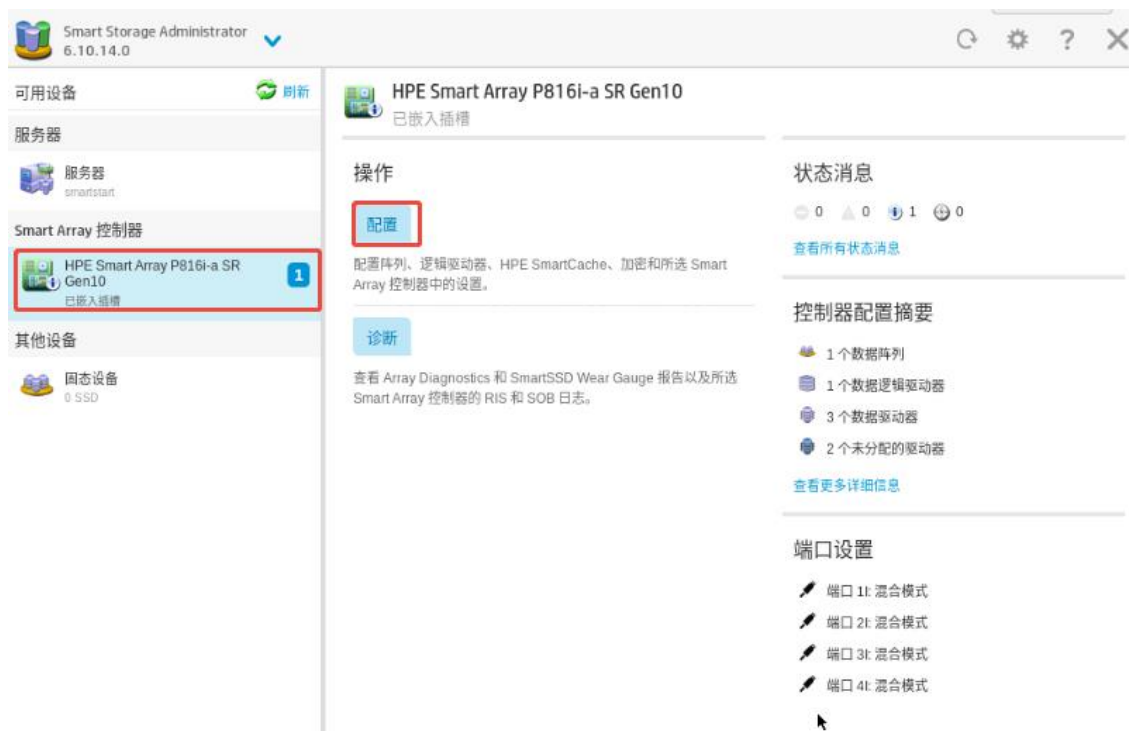 Smart Storage Administrator
6.10.14.0
可用设备
刷新
服务器
服务器
smartstart
Smart Array 控制器
HPE Smart Array P816i-a SR
Gen10
已嵌入插槽
1
其他设备
固态设备
0 SSD
HPE Smart Array P816i-a SR Gen10
已嵌入插槽
操作
配置
配置阵列、逻辑驱动器、HPE SmartCache、加密和所选 Smart
Array 控制器中的设置。
诊断
查看 Array Diagnostics 和 SmartSSD Wear Gauge 报告以及所选
Smart Array 控制器的 RIS 和 SOB 日志。
状态消息
0 0 1 0
查看所有状态消息
控制器配置摘要
1 个数据阵列
1 个数据逻辑驱动器
3 个数据驱动器
2 个未分配的驱动器
查看更多详细信息
端口设置
端口 1I: 混合模式
端口 2I: 混合模式
端口 3I: 混合模式
端口 4I: 混合模式